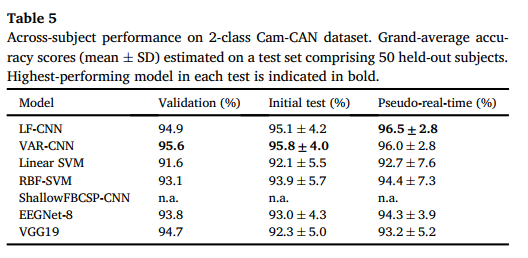 Table 5
Across-subject performance on 2-class Cam-CAN dataset. Grand-average accu-
racy scores (mean ± SD) estimated on a test set comprising 50 held-out subjects.
Highest-performing model in each test is indicated in bold.
Model Validation (%) Initial test (%) Pseudo-real-time (%)
LF-CNN 94.9 95.1 ± 4.2 96.5 ± 2.8
VAR-CNN 95.6 95.8 ± 4.0 96.0 ± 2.8
Linear SVM 91.6 92.1 ± 5.5 92.7 ± 7.6
RBF-SVM 93.1 93.9 ± 5.7 94.4 ± 7.3
ShallowFBCSP-CNN n.a. n.a. n.a.
EEGNet-8 93.8 93.0 ± 4.3 94.3 ± 3.9
VGG19 94.7 92.3 ± 5.0 93.2 ± 5.2